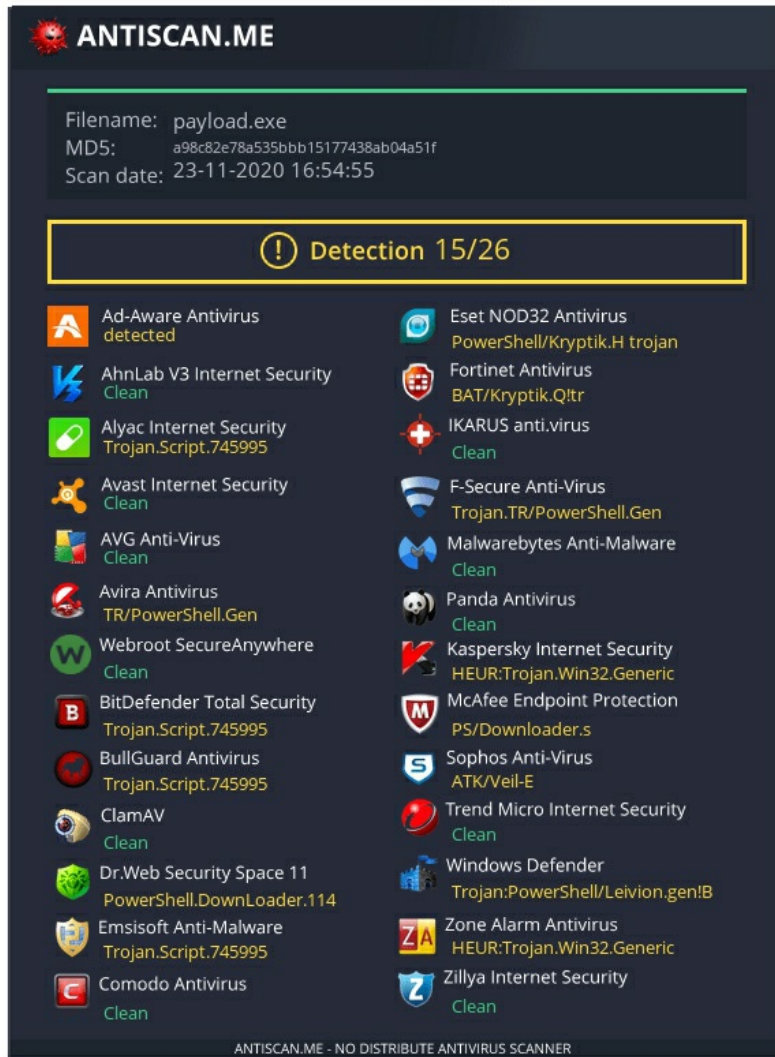 ANTISCAN.ME
Filename: payload.exe
MD5: a98c82e78a535bbb15177438ab04a51f
Scan date: 23-11-2020 16:54:55
! Detection 15/26
Ad-Aware Antivirus
detected
AhnLab V3 Internet Security
Clean
Alyac Internet Security
Trojan.Script.745995
Avast Internet Security
Clean
AVG Anti-Virus
Clean
Avira Antivirus
TR/PowerShell.Gen
W
Webroot SecureAnywhere
Clean
B
BitDefender Total Security
Trojan.Script.745995
BullGuard Antivirus
Trojan.Script.745995
ClamAV
Clean
Dr.Web Security Space 11
PowerShell.DownLoader.114
Emsisoft Anti-Malware
Trojan.Script.745995
C
Comodo Antivirus
Clean
Eset NOD32 Antivirus
PowerShell/Kryptik.H trojan
Fortinet Antivirus
BAT/Kryptik.Q!tr
IKARUS anti.virus
Clean
F-Secure Anti-Virus
Trojan.TR/PowerShell.Gen
Malwarebytes Anti-Malware
Clean
Panda Antivirus
Clean
Kaspersky Internet Security
HEUR:Trojan.Win32.Generic
M
McAfee Endpoint Protection
PS/Downloader.s
S
Sophos Anti-Virus
ATK/Veil-E
Trend Micro Internet Security
Clean
Windows Defender
Trojan:PowerShell/Leivion.gen!B
ZA
Zone Alarm Antivirus
HEUR:Trojan.Win32.Generic
Z
Zillya Internet Security
Clean
ANTISCAN.ME - NO DISTRIBUTE ANTIVIRUS SCANNER